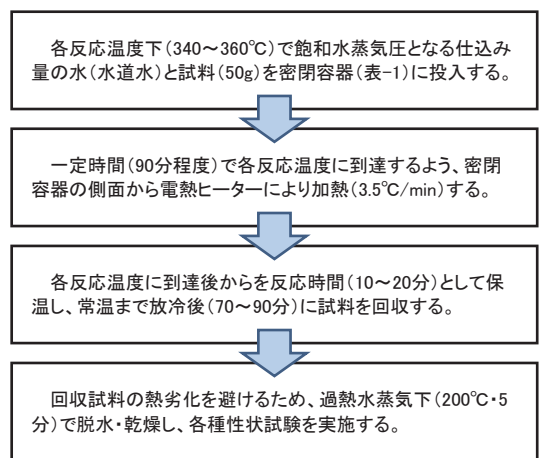 各反応温度下(340～360℃)で飽和水蒸気圧となる仕込み
量の水(水道水)と試料(50g)を密閉容器(表-1)に投入する。
一定時間(90分程度)で各反応温度に到達するよう、密閉
容器の側面から電熱ヒーターにより加熱(3.5℃/min)する。
各反応温度に到達後からを反応時間(10～20分)として保
温し、常温まで放冷後(70～90分)に試料を回収する。
回収試料の熱劣化を避けるため、過熱水蒸気下(200℃・5
分)で脱水・乾燥し、各種性状試験を実施する。